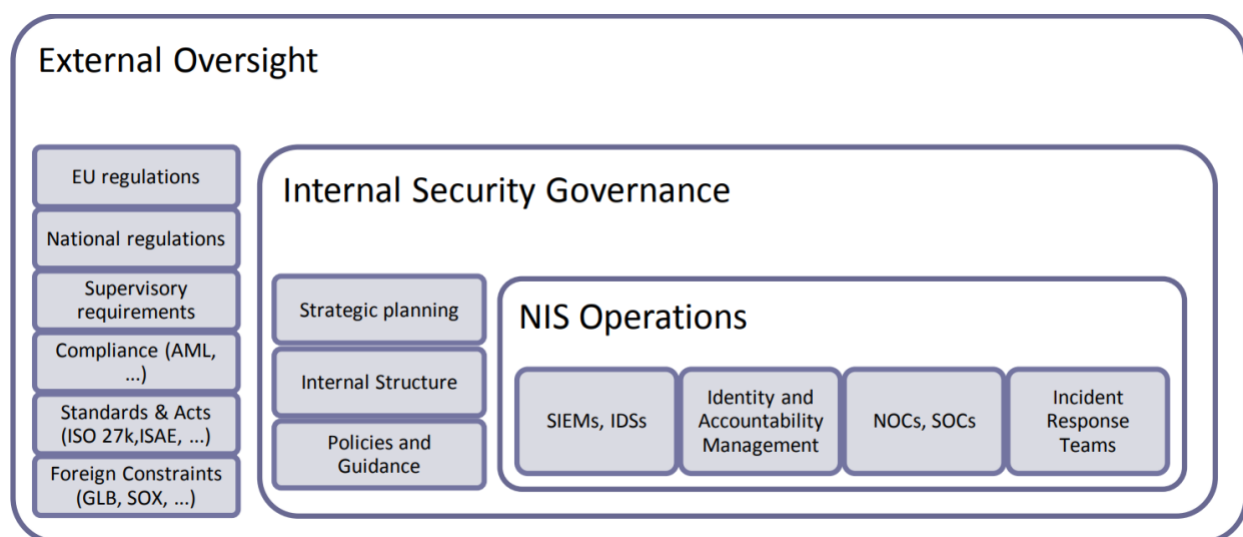 External Oversight
EU regulations
National regulations
Supervisory
requirements
Compliance (AML,
...)
Standards & Acts
(ISO 27k,ISAE, ...)
Foreign Constraints
(GLB, SOX, ...)
Internal Security Governance
Strategic planning
Internal Structure
Policies and
Guidance
NIS Operations
SIEMs, IDSs
Identity and
Accountability
Management
NOCs, SOCs
Incident
Response
Teams